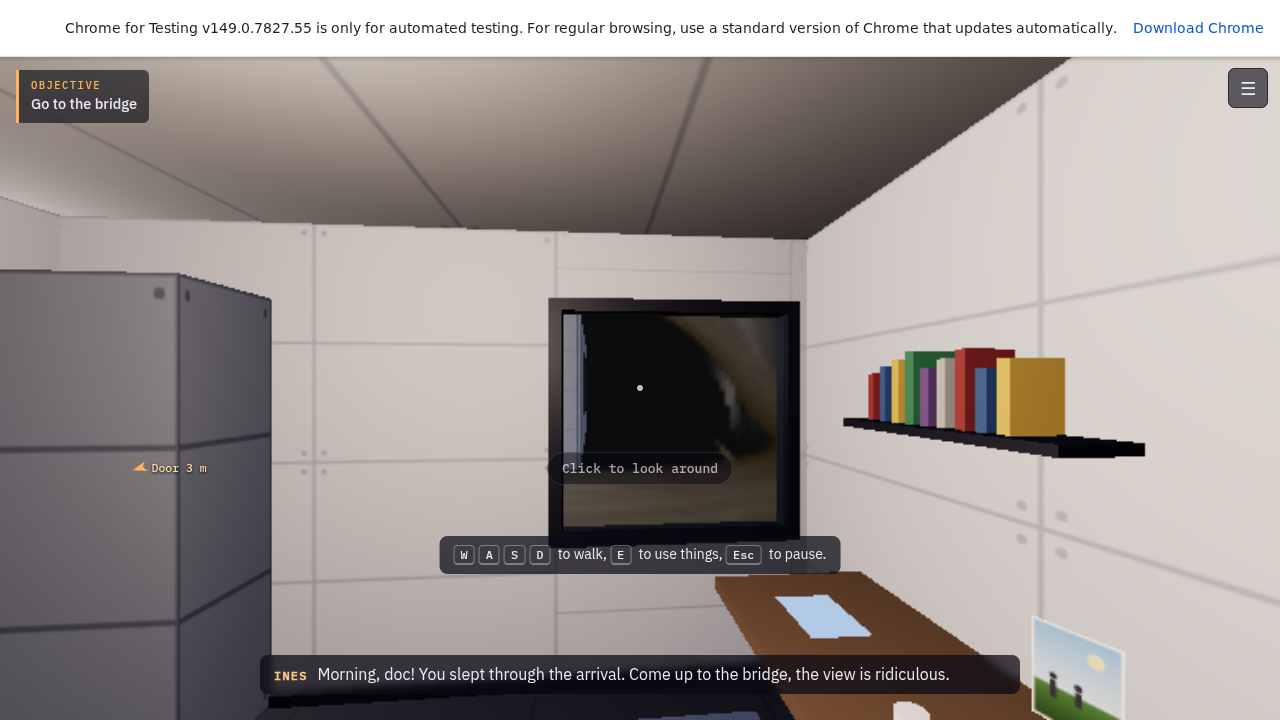 Chrome for Testing v149.0.7827.55 is only for automated testing. For regular browsing, use a standard version of Chrome that updates automatically. Download Chrome
OBJECTIVE
Go to the bridge
☰
Door 3 m
Click to look around
W A S D to walk, E to use things, Esc to pause.
INES Morning, doc! You slept through the arrival. Come up to the bridge, the view is ridiculous.